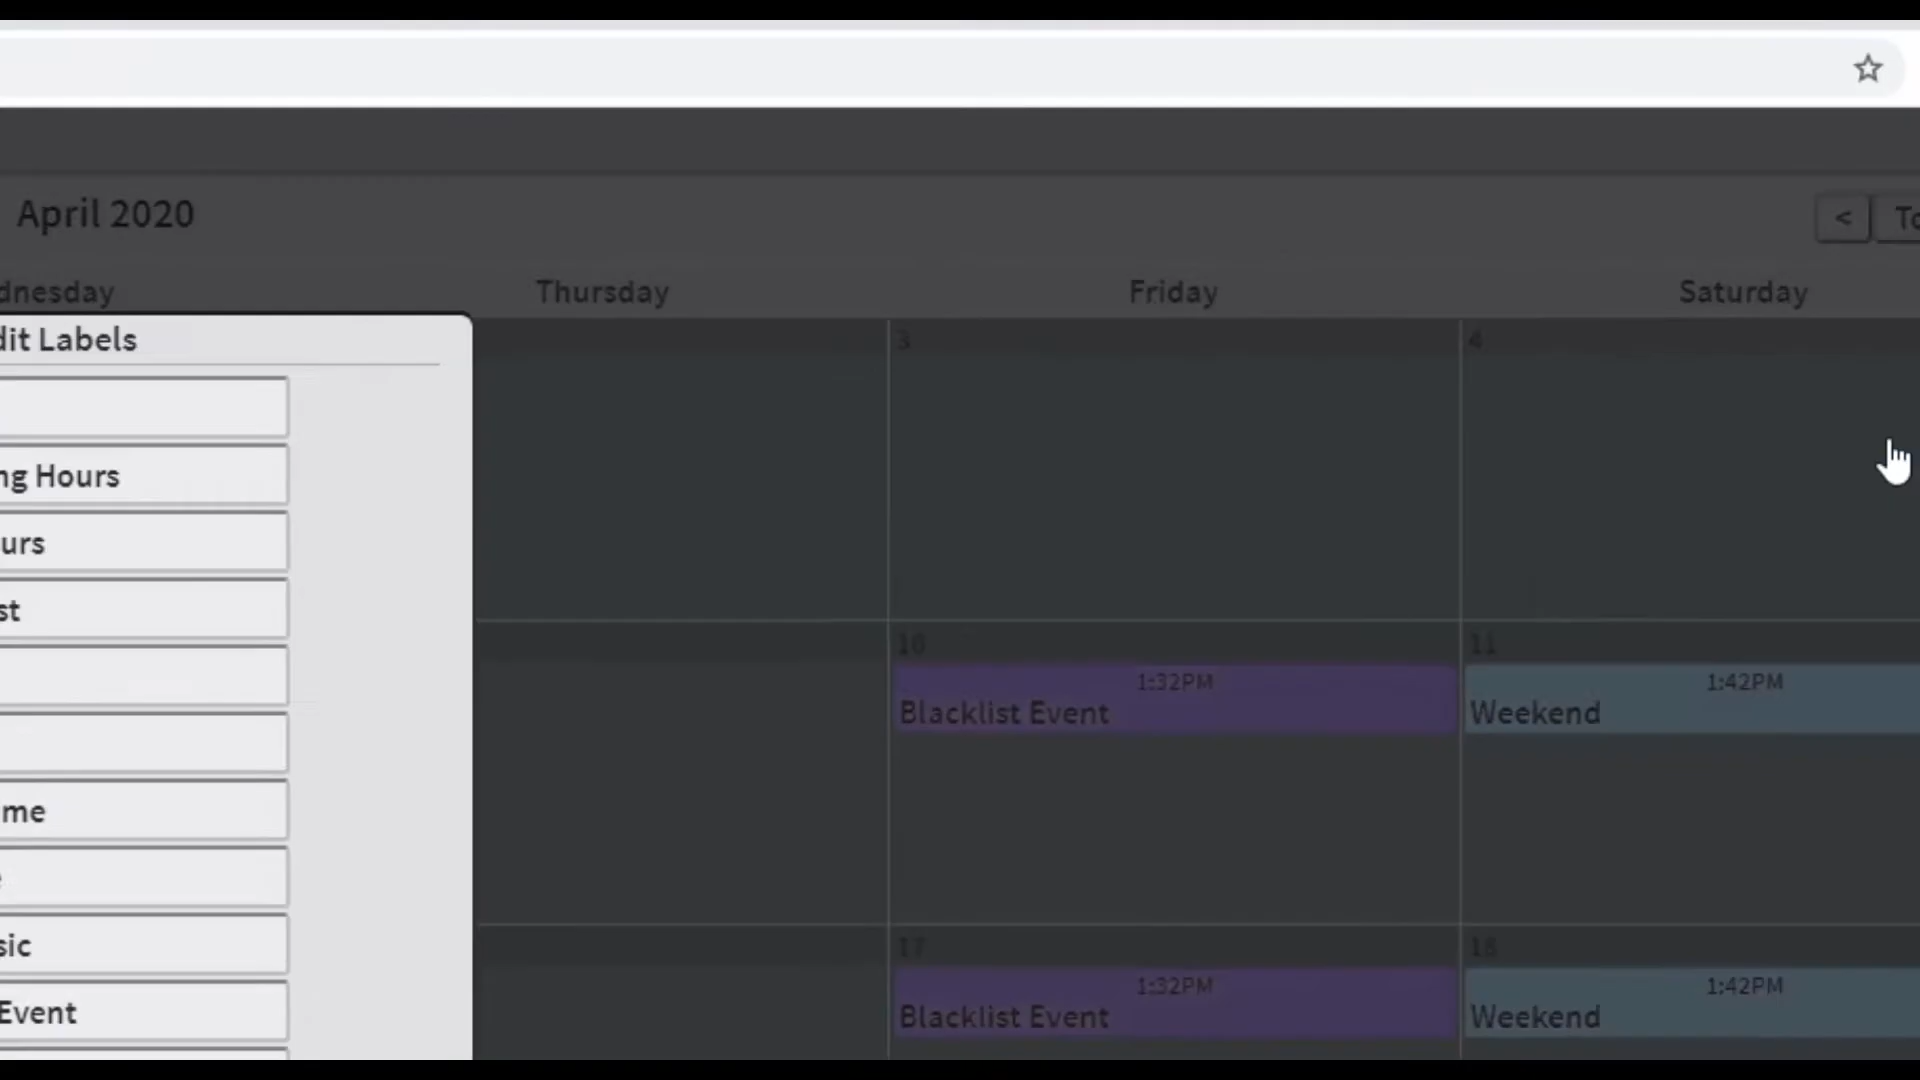 April 2020
<
To
dnesday
Thursday
Friday
Saturday
dit Labels
3
4
ng Hours
urs
st
10
11
1:32PM
1:42PM
Blacklist Event
Weekend
me
e
sic
17
18
1:32PM
1:42PM
Event
Blacklist Event
Weekend